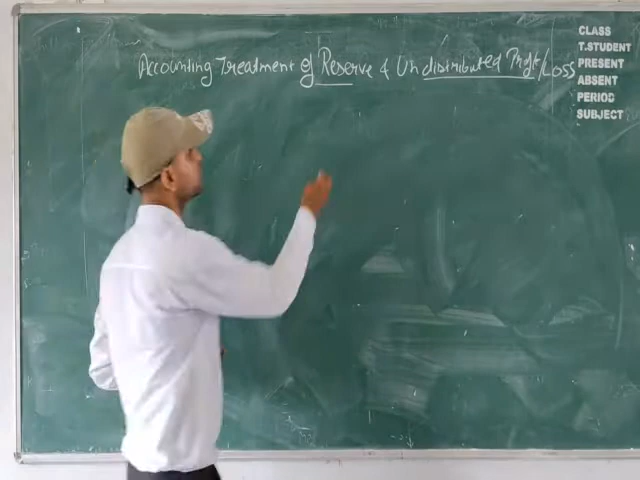 Accounting Treatment of Reserve & Undistributed Profit/Loss
CLASS
T.STUDENT
PRESENT
ABSENT
PERIOD
SUBJECT